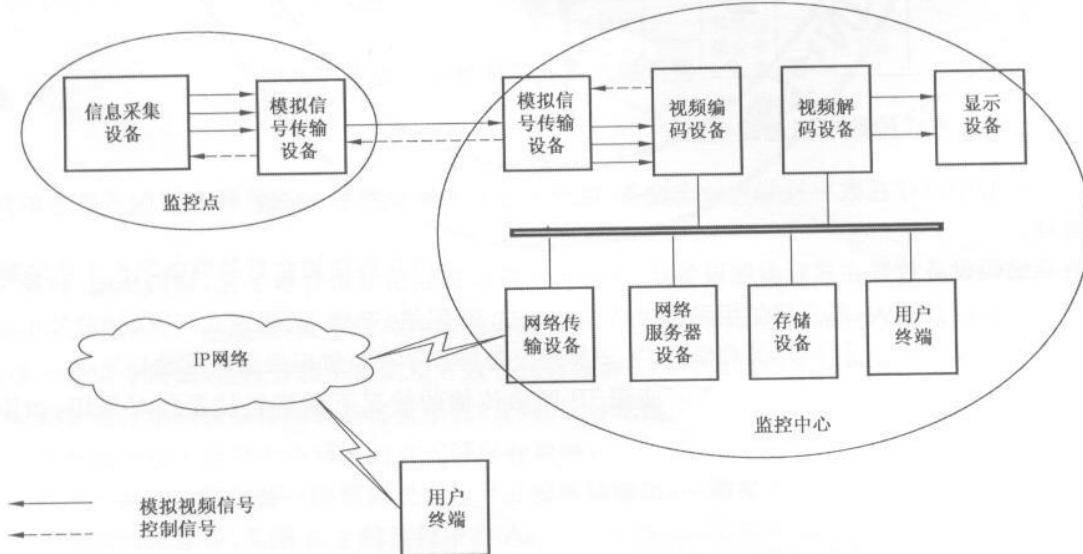 信息采集
设备
模拟信
号传输
设备
监控点
模拟信
号传输
设备
视频编
码设备
视频解
码设备
显示
设备
网络传
输设备
网络
服务器
设备
存储
设备
用户
终端
监控中心
IP网络
用户
终端
模拟视频信号
控制信号